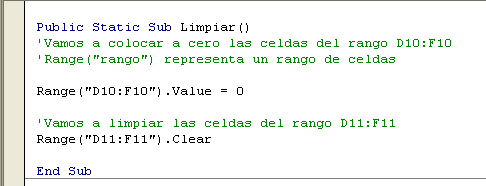 Public Static Sub Limpiar()
'Vamos a colocar a cero las celdas del rango D10:F10
'Range("rango") representa un rango de celdas
Range("D10:F10").Value = 0
'Vamos a limpiar las celdas del rango D11:F11
Range("D11:F11").Clear
End Sub